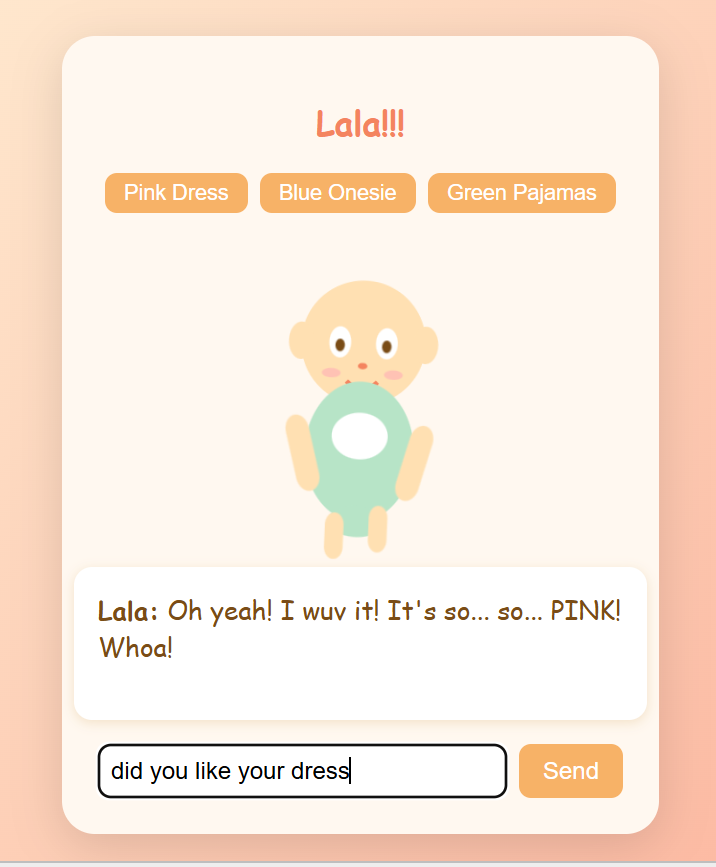 Lala!!!
Pink Dress Blue Onesie Green Pajamas
Lala: Oh yeah! I wuv it! It's so... so... PINK!
Whoa!
did you like your dress Send